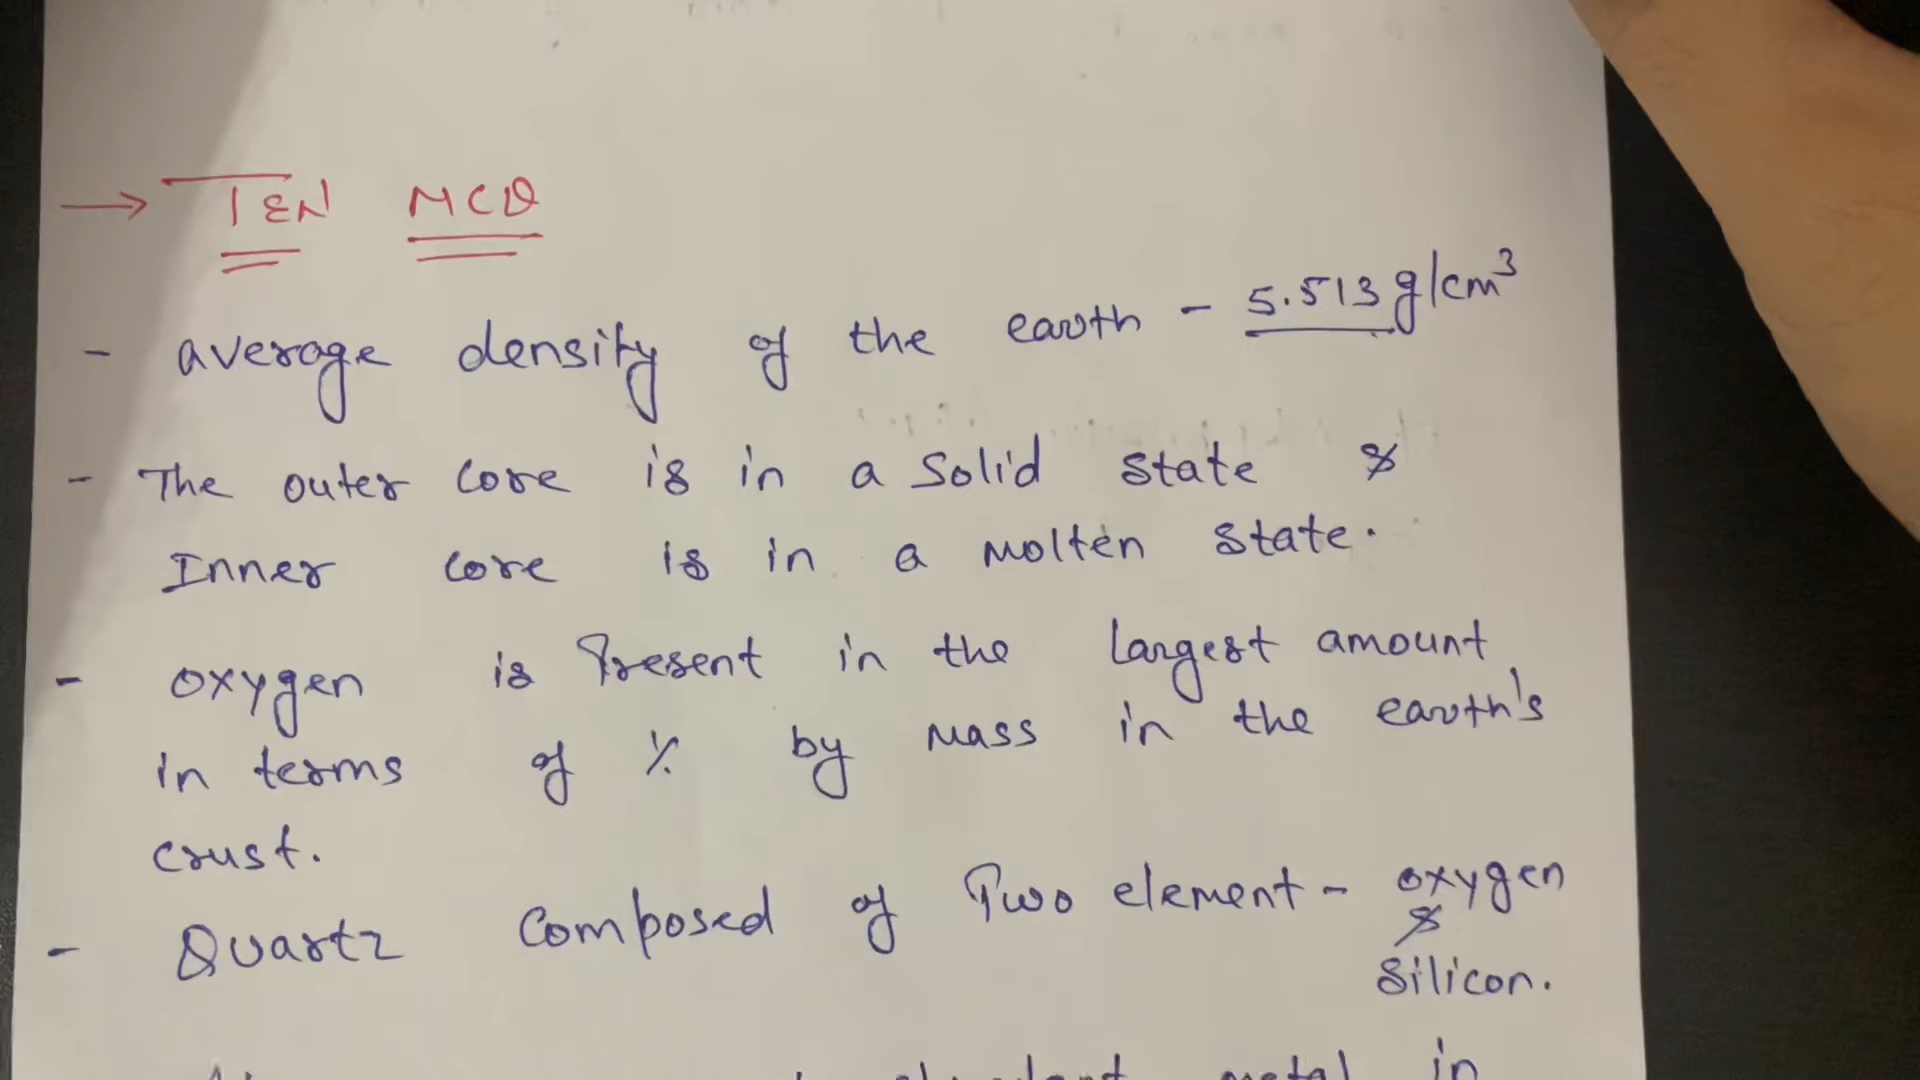 → TEN MCQ
- average density of the earth - 5.513 g/cm³
- The outer core is in a solid state &
Inner core is in a molten state.
- oxygen is Present in the largest amount
in terms of % by mass in the earth's
crust.
- Quartz composed of Two element - oxygen
&
silicon.
metal in